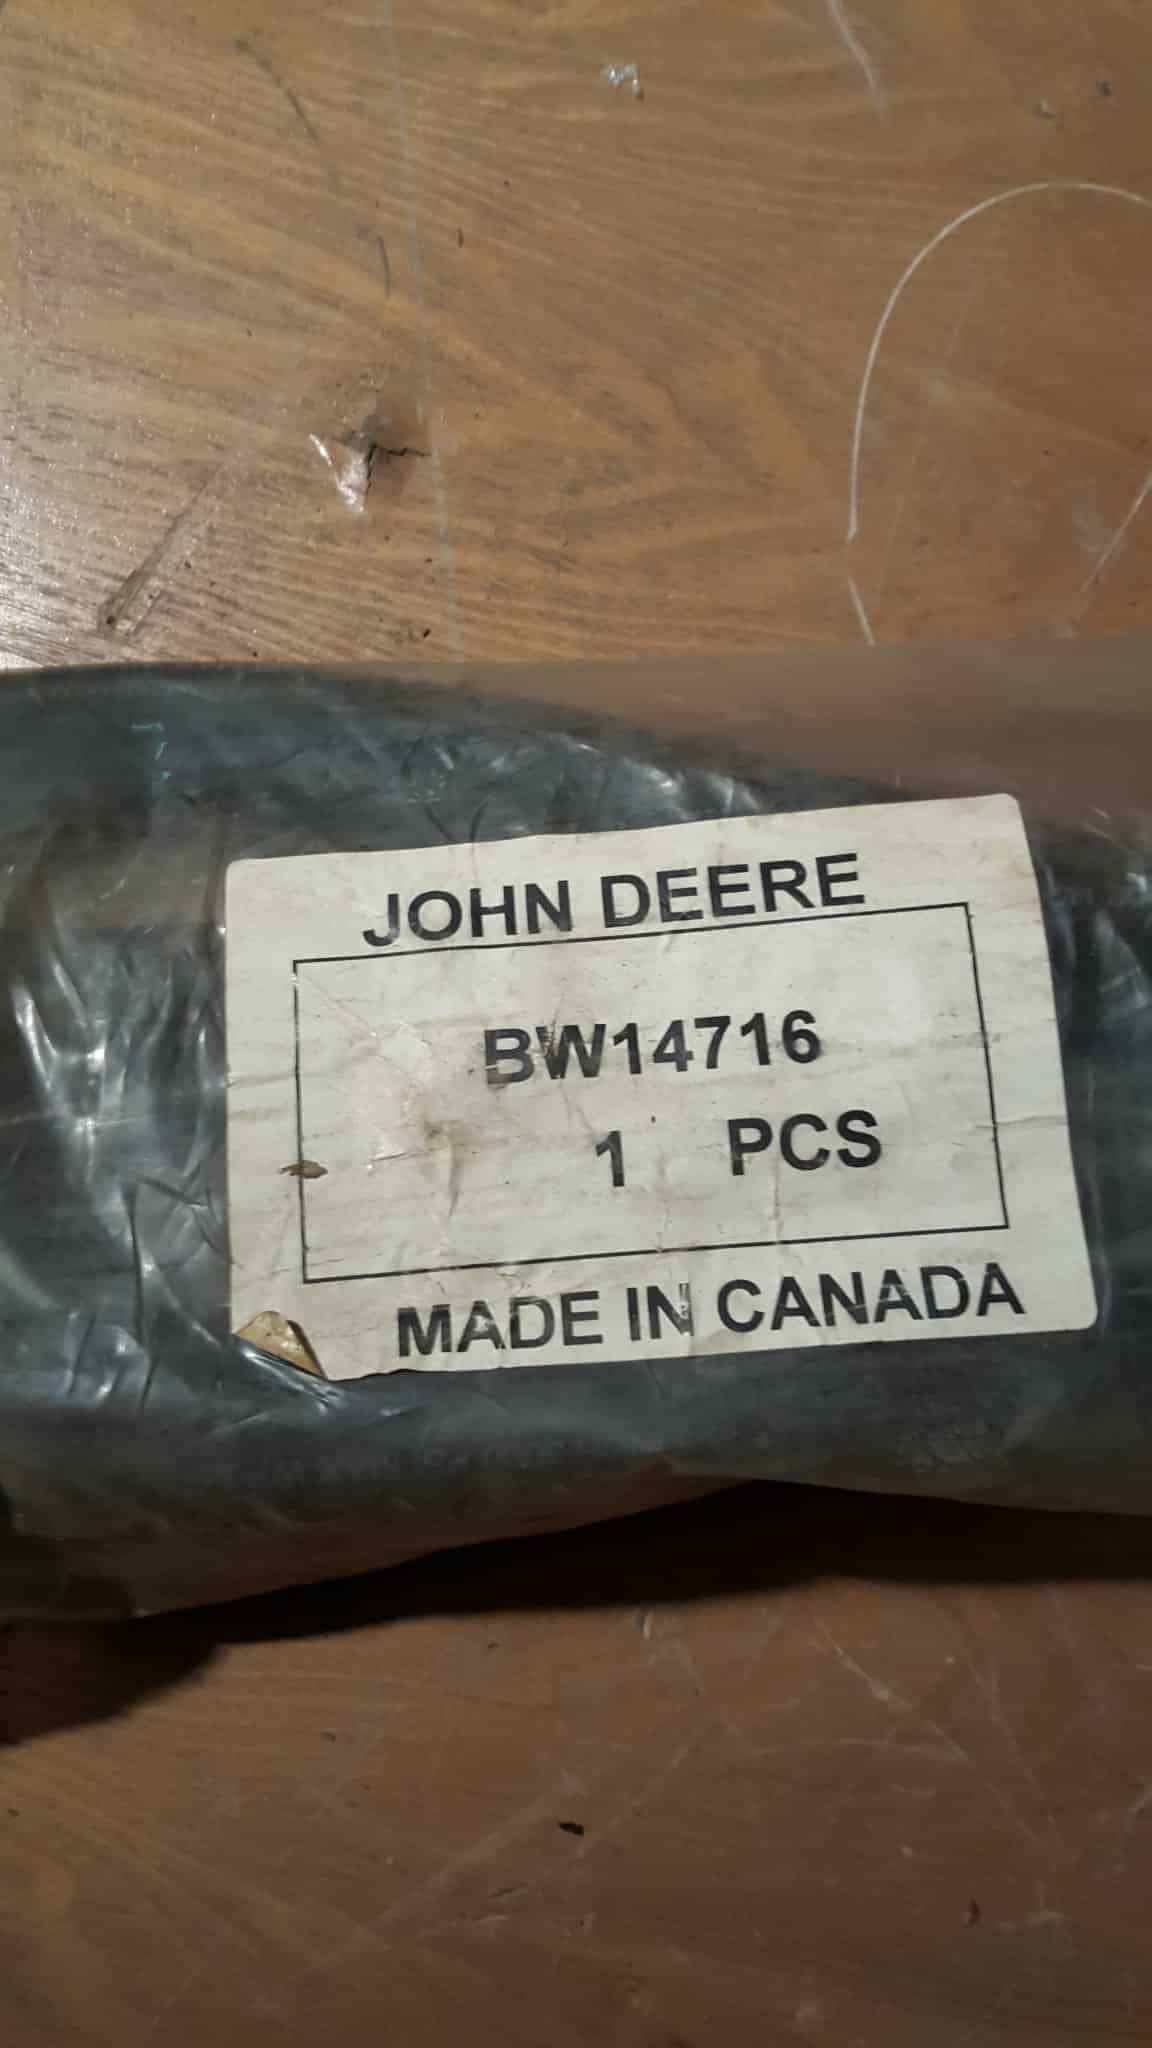 JOHN DEERE
BW14716
1 PCS
MADE IN CANADA